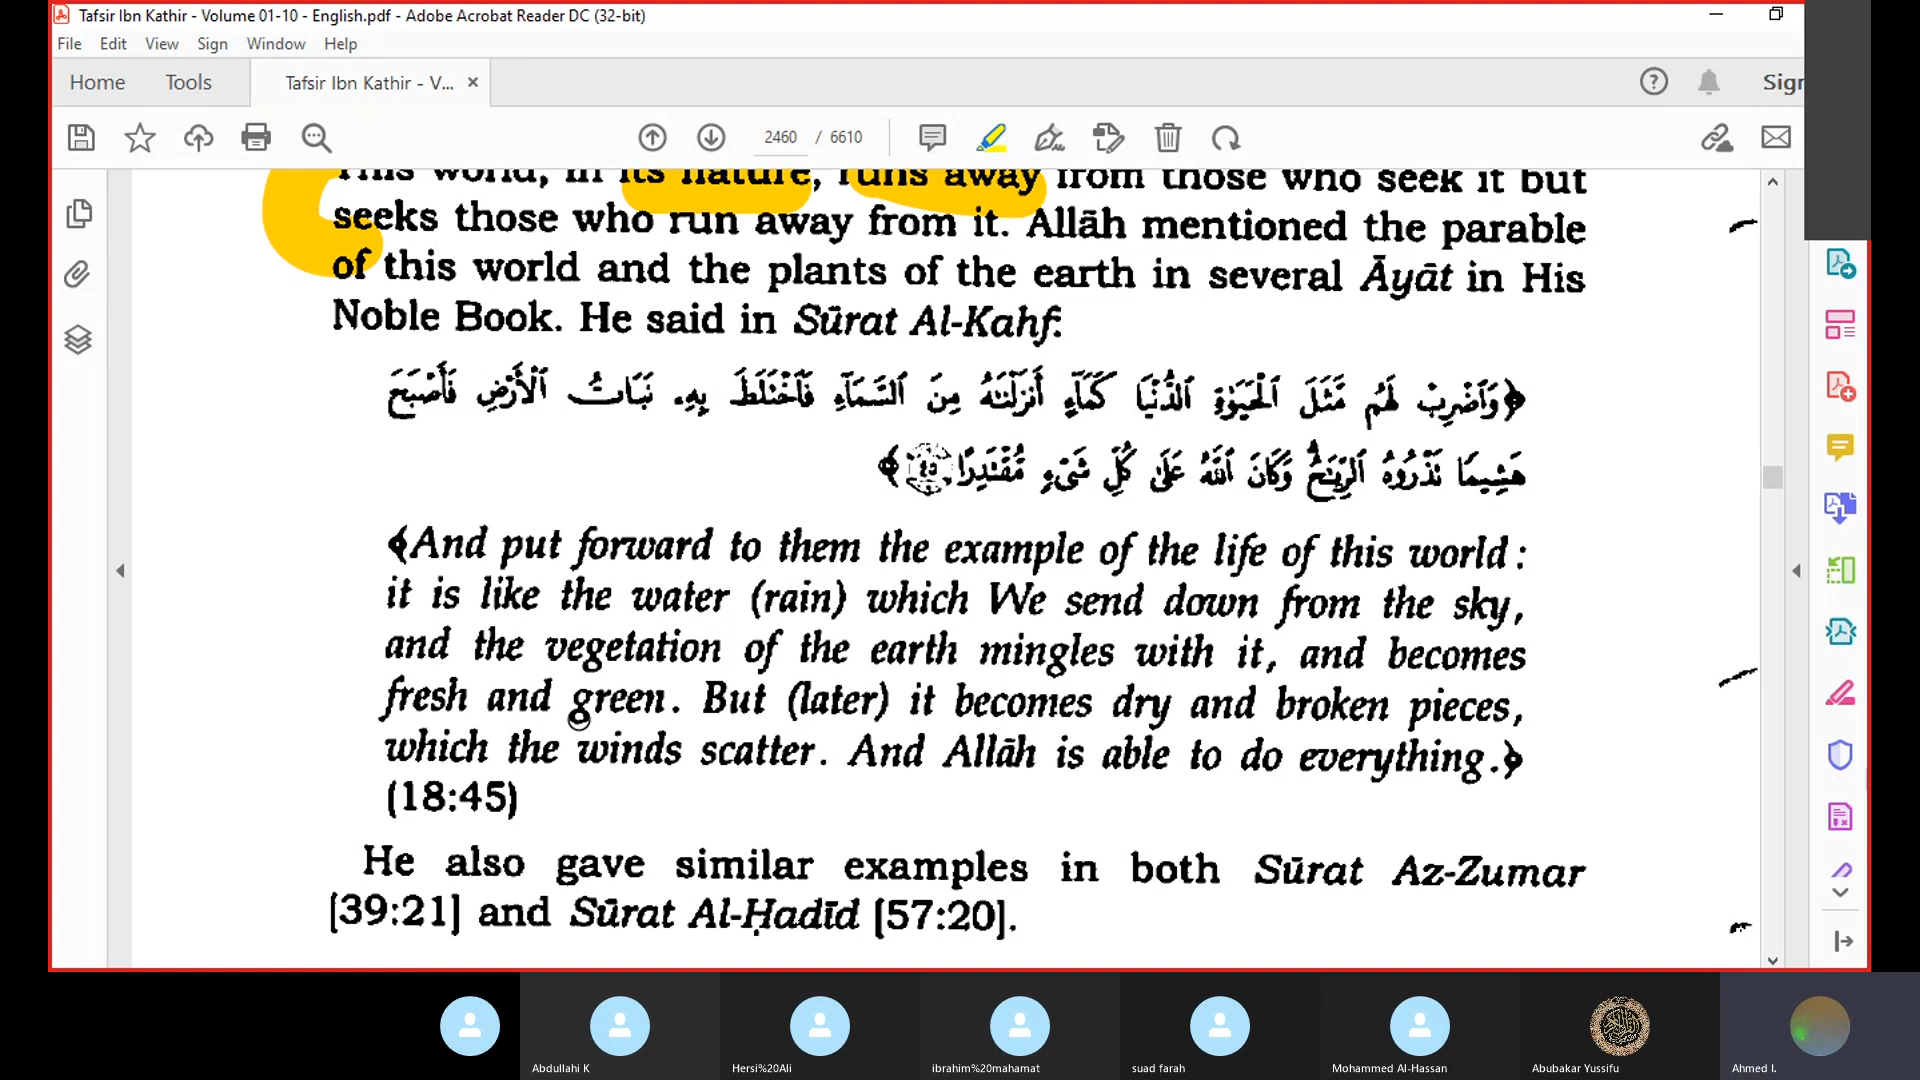 Tafsir Ibn Kathir - Volume 01-10 - English.pdf - Adobe Acrobat Reader DC (32-bit)
File Edit View Sign Window Help
Home Tools Tafsir Ibn Kathir - V... ×
Sign
2460 / 6610
This world, in its nature, runs away from those who seek it but
seeks those who run away from it. Allāh mentioned the parable
of this world and the plants of the earth in several Āyāt in His
Noble Book. He said in Sūrat Al-Kahf:
﴿وَٱضْرِبْ لَهُم مَّثَلَ ٱلْحَيَوٰةِ ٱلدُّنْيَا كَمَآءٍ أَنزَلْنَـٰهُ مِنَ ٱلسَّمَآءِ فَٱخْتَلَطَ بِهِۦ نَبَاتُ ٱلْأَرْضِ فَأَصْبَحَ
هَشِيمًا تَذْرُوهُ ٱلرِّيَـٰحُ وَكَانَ ٱللَّهُ عَلَىٰ كُلِّ شَىْءٍ مُّقْتَدِرًا ٤٥﴾
﴿And put forward to them the example of the life of this world:
it is like the water (rain) which We send down from the sky,
and the vegetation of the earth mingles with it, and becomes
fresh and green. But (later) it becomes dry and broken pieces,
which the winds scatter. And Allāh is able to do everything.﴾
(18:45)
He also gave similar examples in both Sūrat Az-Zumar
[39:21] and Sūrat Al-Ḥadīd [57:20].
Abdullahi K
Hersi%20Ali
ibrahim%20mahamat
suad farah
Mohammed Al-Hassan
Abubakar Yussifu
Ahmed I.